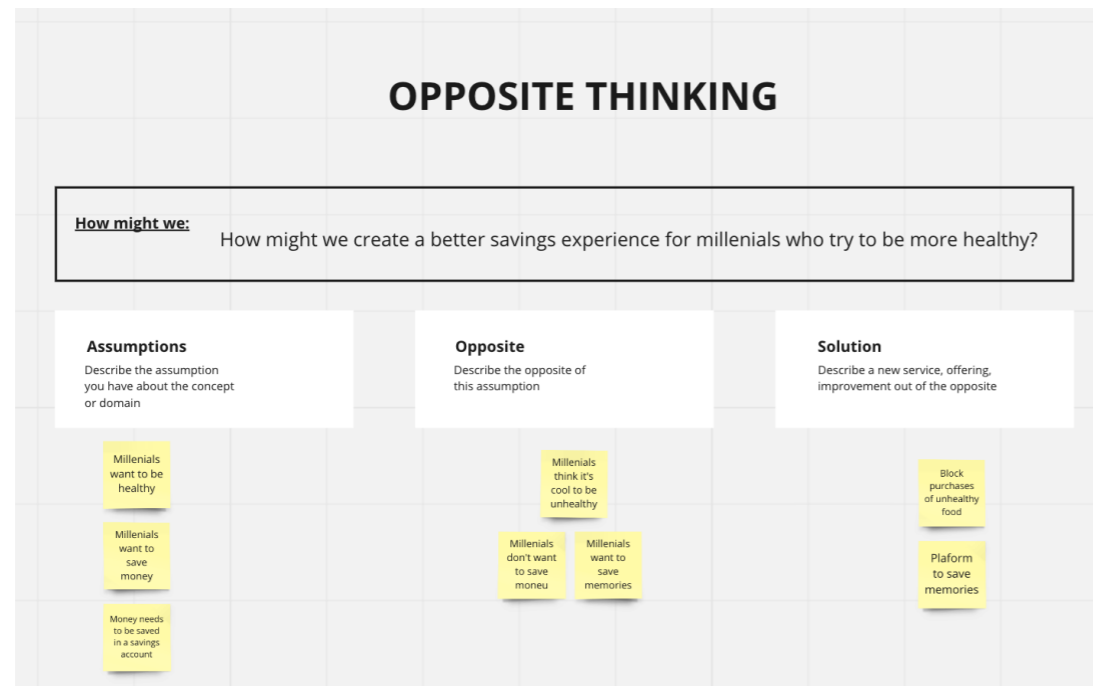 OPPOSITE THINKING
How might we:
How might we create a better savings experience for millenials who try to be more healthy?
Assumptions
Describe the assumption
you have about the concept
or domain
Opposite
Describe the opposite of
this assumption
Solution
Describe a new service, offering,
improvement out of the opposite
Millenials
want to be
healthy
Millenials
want to
save
money
Money needs
to be saved
in a savings
account
Millenials
think it's
cool to be
unhealthy
Millenials
don't want
to save
moneu
Millenials
want to
save
memories
Block
purchases
of unhealthy
food
Plaform
to save
memories